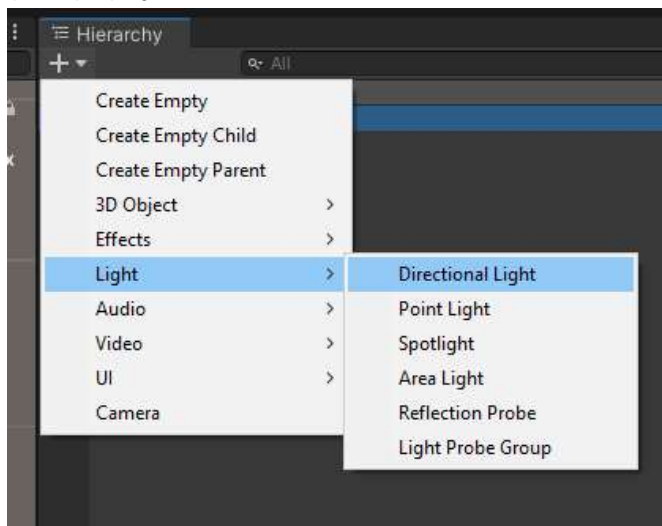 Hierarchy
All
Create Empty
Create Empty Child
Create Empty Parent
3D Object
Effects
Light
Audio
Video
UI
Camera
Directional Light
Point Light
Spotlight
Area Light
Reflection Probe
Light Probe Group